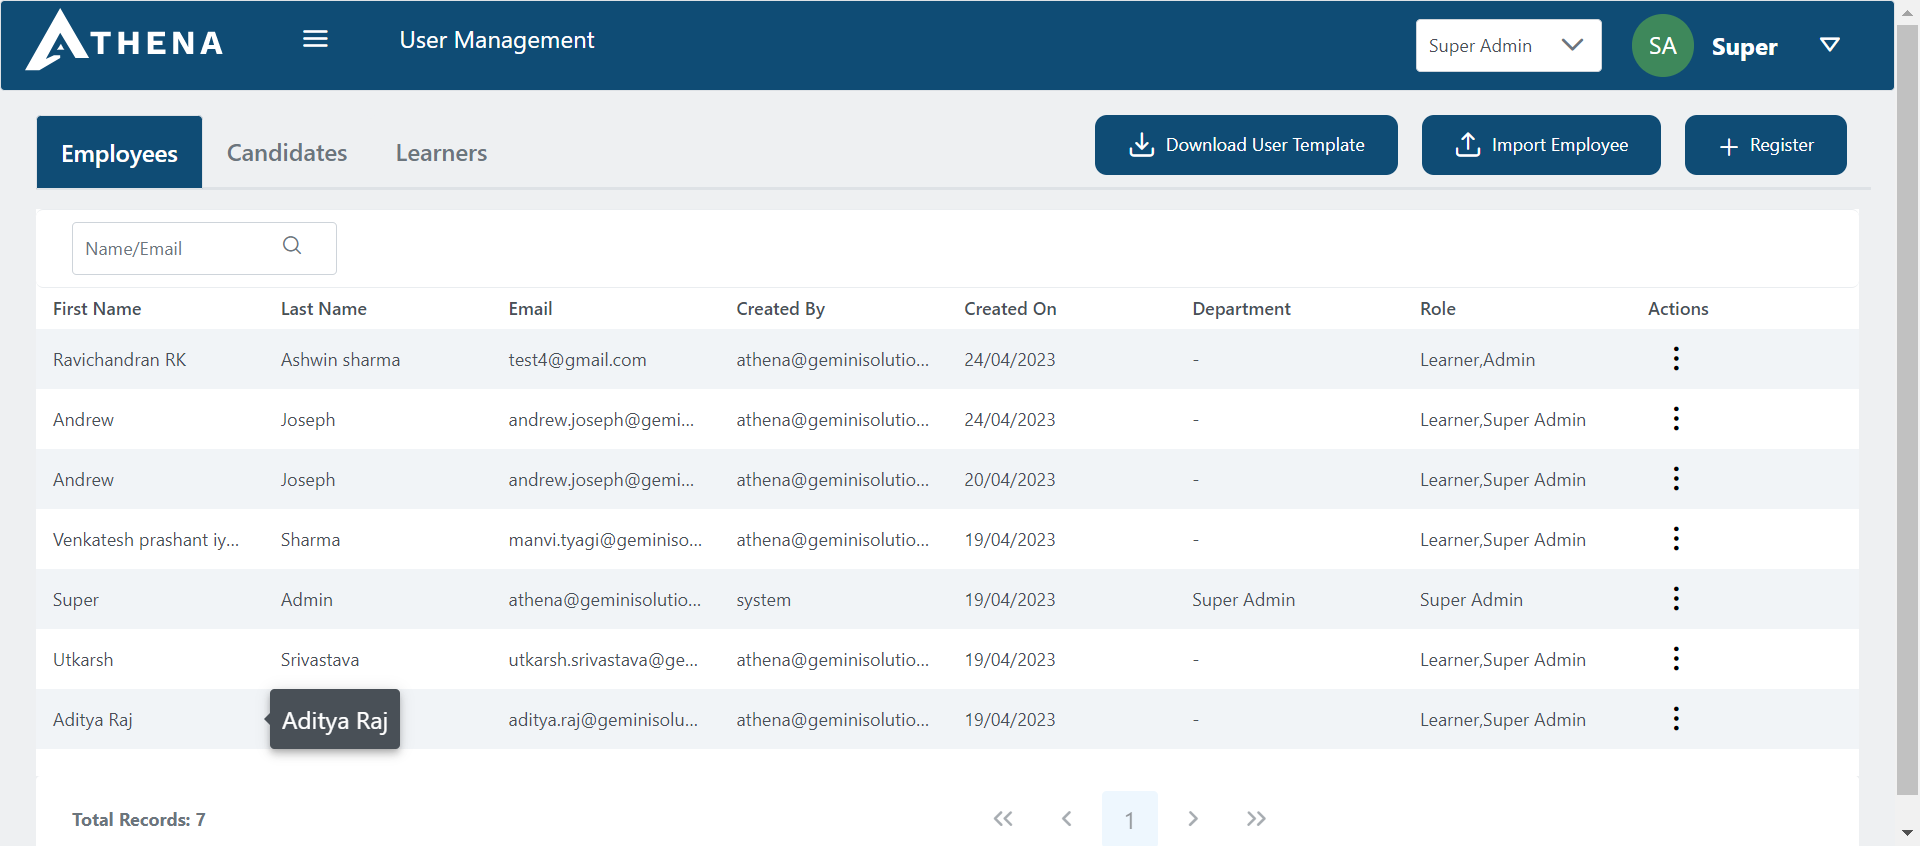 ATHENA
User Management
Super Admin
SA
Super
Employees
Candidates
Learners
Download User Template
Import Employee
+ Register
Name/Email
First Name Last Name Email Created By Created On Department Role Actions
Ravichandran RK Ashwin sharma test4@gmail.com athena@geminisolutio... 24/04/2023 - Learner,Admin
Andrew Joseph andrew.joseph@gemi... athena@geminisolutio... 24/04/2023 - Learner,Super Admin
Andrew Joseph andrew.joseph@gemi... athena@geminisolutio... 20/04/2023 - Learner,Super Admin
Venkatesh prashant iy... Sharma manvi.tyagi@geminiso... athena@geminisolutio... 19/04/2023 - Learner,Super Admin
Super Admin athena@geminisolutio... system 19/04/2023 Super Admin Super Admin
Utkarsh Srivastava utkarsh.srivastava@ge... athena@geminisolutio... 19/04/2023 - Learner,Super Admin
Aditya Raj Aditya Raj aditya.raj@geminisolu... athena@geminisolutio... 19/04/2023 - Learner,Super Admin
Total Records: 7
1